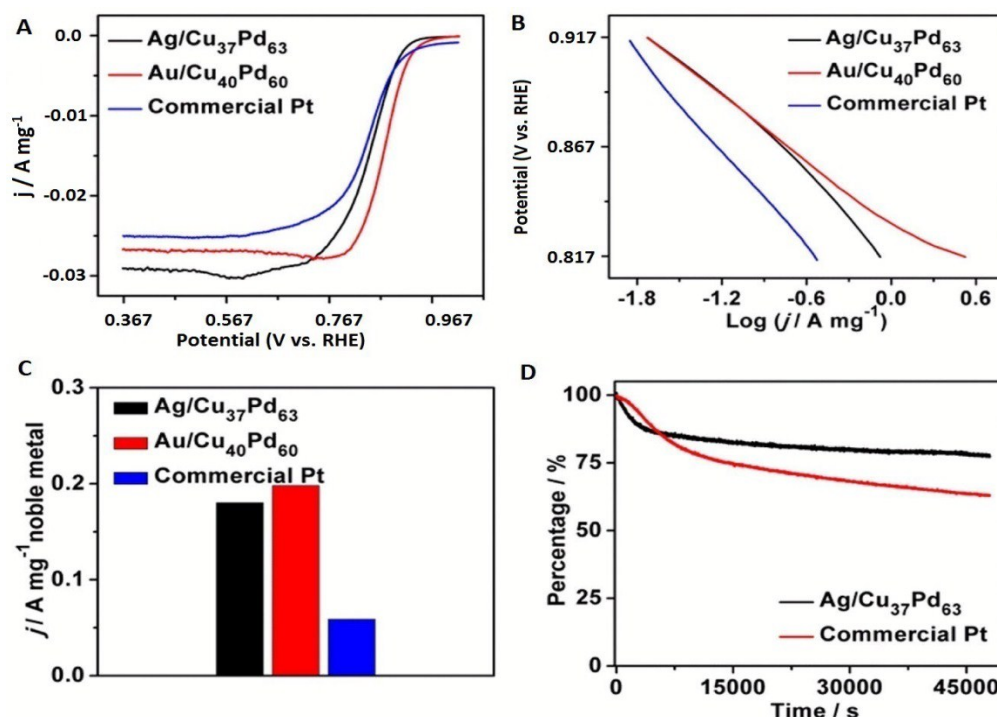 A
0.0
-0.01
-0.02
-0.03
j / A mg⁻¹
Ag/Cu₃₇Pd₆₃
Au/Cu₄₀Pd₆₀
Commercial Pt
0.367 0.567 0.767 0.967
Potential (V vs. RHE)
B
0.917
0.867
0.817
Potential (V vs. RHE)
Ag/Cu₃₇Pd₆₃
Au/Cu₄₀Pd₆₀
Commercial Pt
-1.8 -1.2 -0.6 0.0 0.6
Log (j / A mg⁻¹)
C
0.3
0.2
0.1
0.0
j / A mg⁻¹ noble metal
Ag/Cu₃₇Pd₆₃
Au/Cu₄₀Pd₆₀
Commercial Pt
D
100
75
50
25
0
Percentage / %
Ag/Cu₃₇Pd₆₃
Commercial Pt
0 15000 30000 45000
Time / s